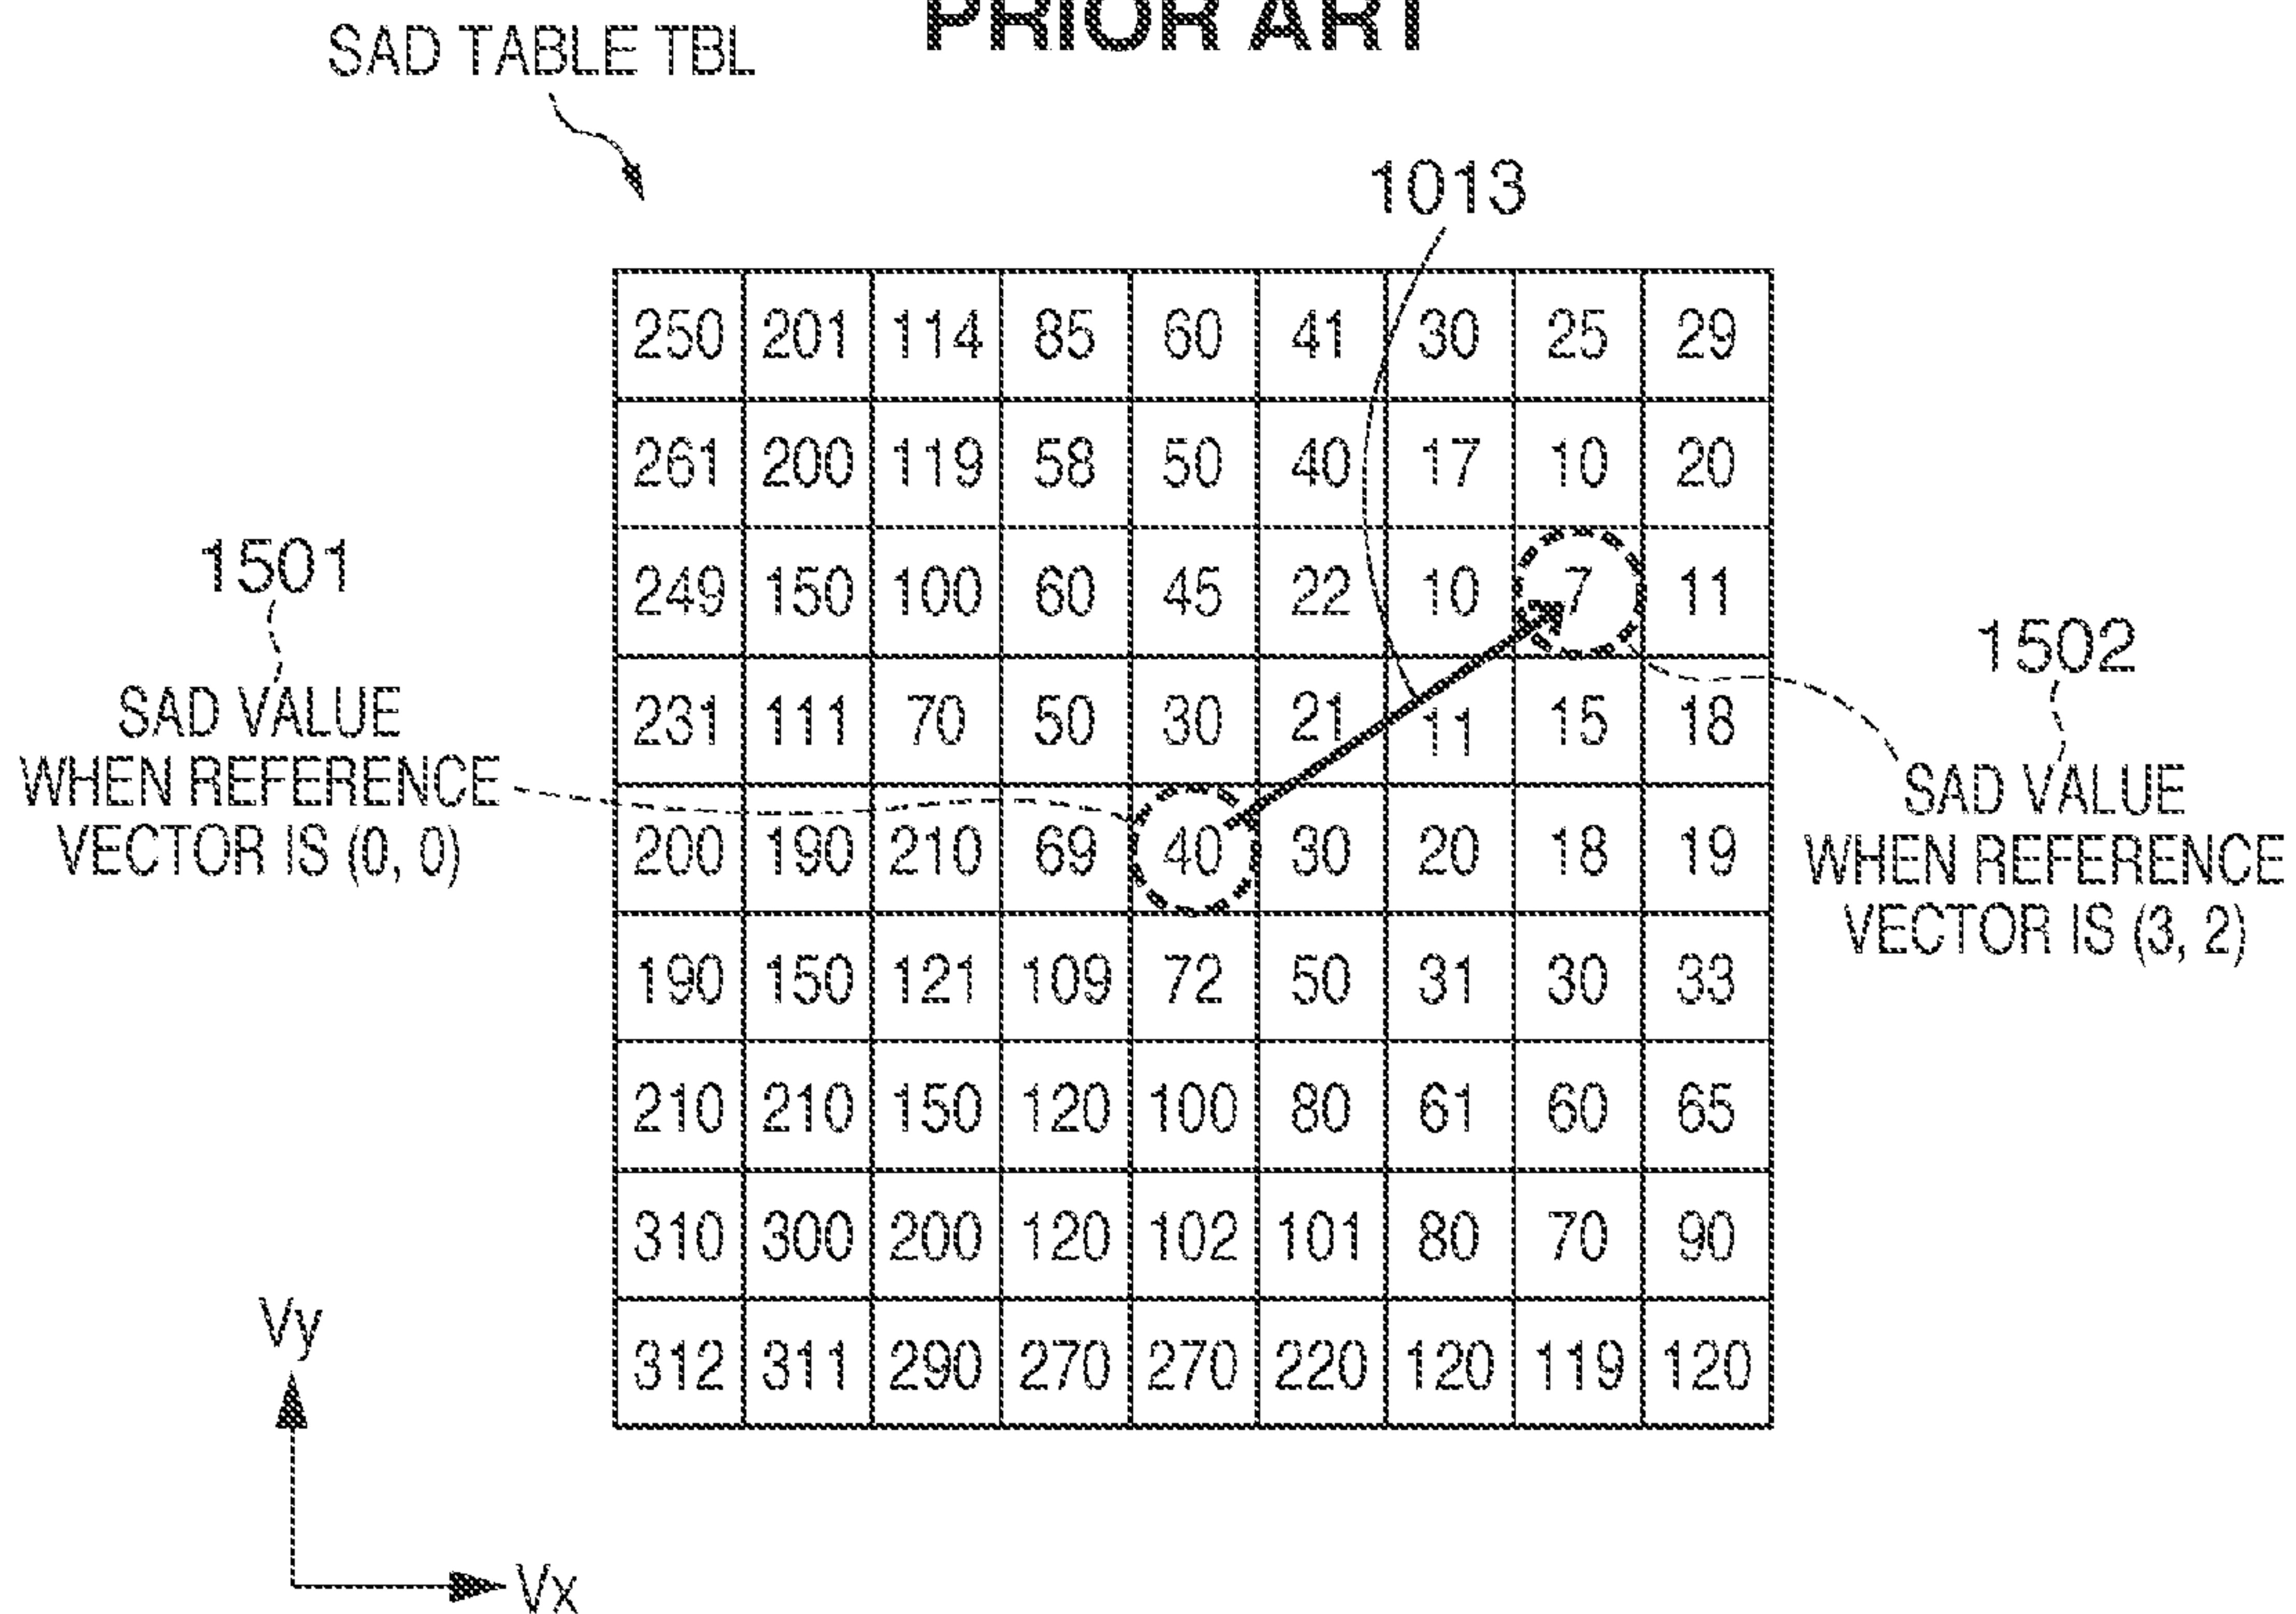 PRIOR ART
SAD TABLE TBL
1013
250 201 114 85 60 41 30 25 29
261 200 119 58 50 40 17 10 20
249 150 100 60 45 22 10 7 11
231 111 70 50 30 21 11 15 18
200 190 210 69 40 30 20 18 19
190 150 121 109 72 50 31 30 33
210 210 150 120 100 80 61 60 65
310 300 200 120 102 101 80 70 90
312 311 290 270 270 220 120 119 120
1501
SAD VALUE
WHEN REFERENCE
VECTOR IS (0, 0)
1502
SAD VALUE
WHEN REFERENCE
VECTOR IS (3, 2)
Vy
Vx